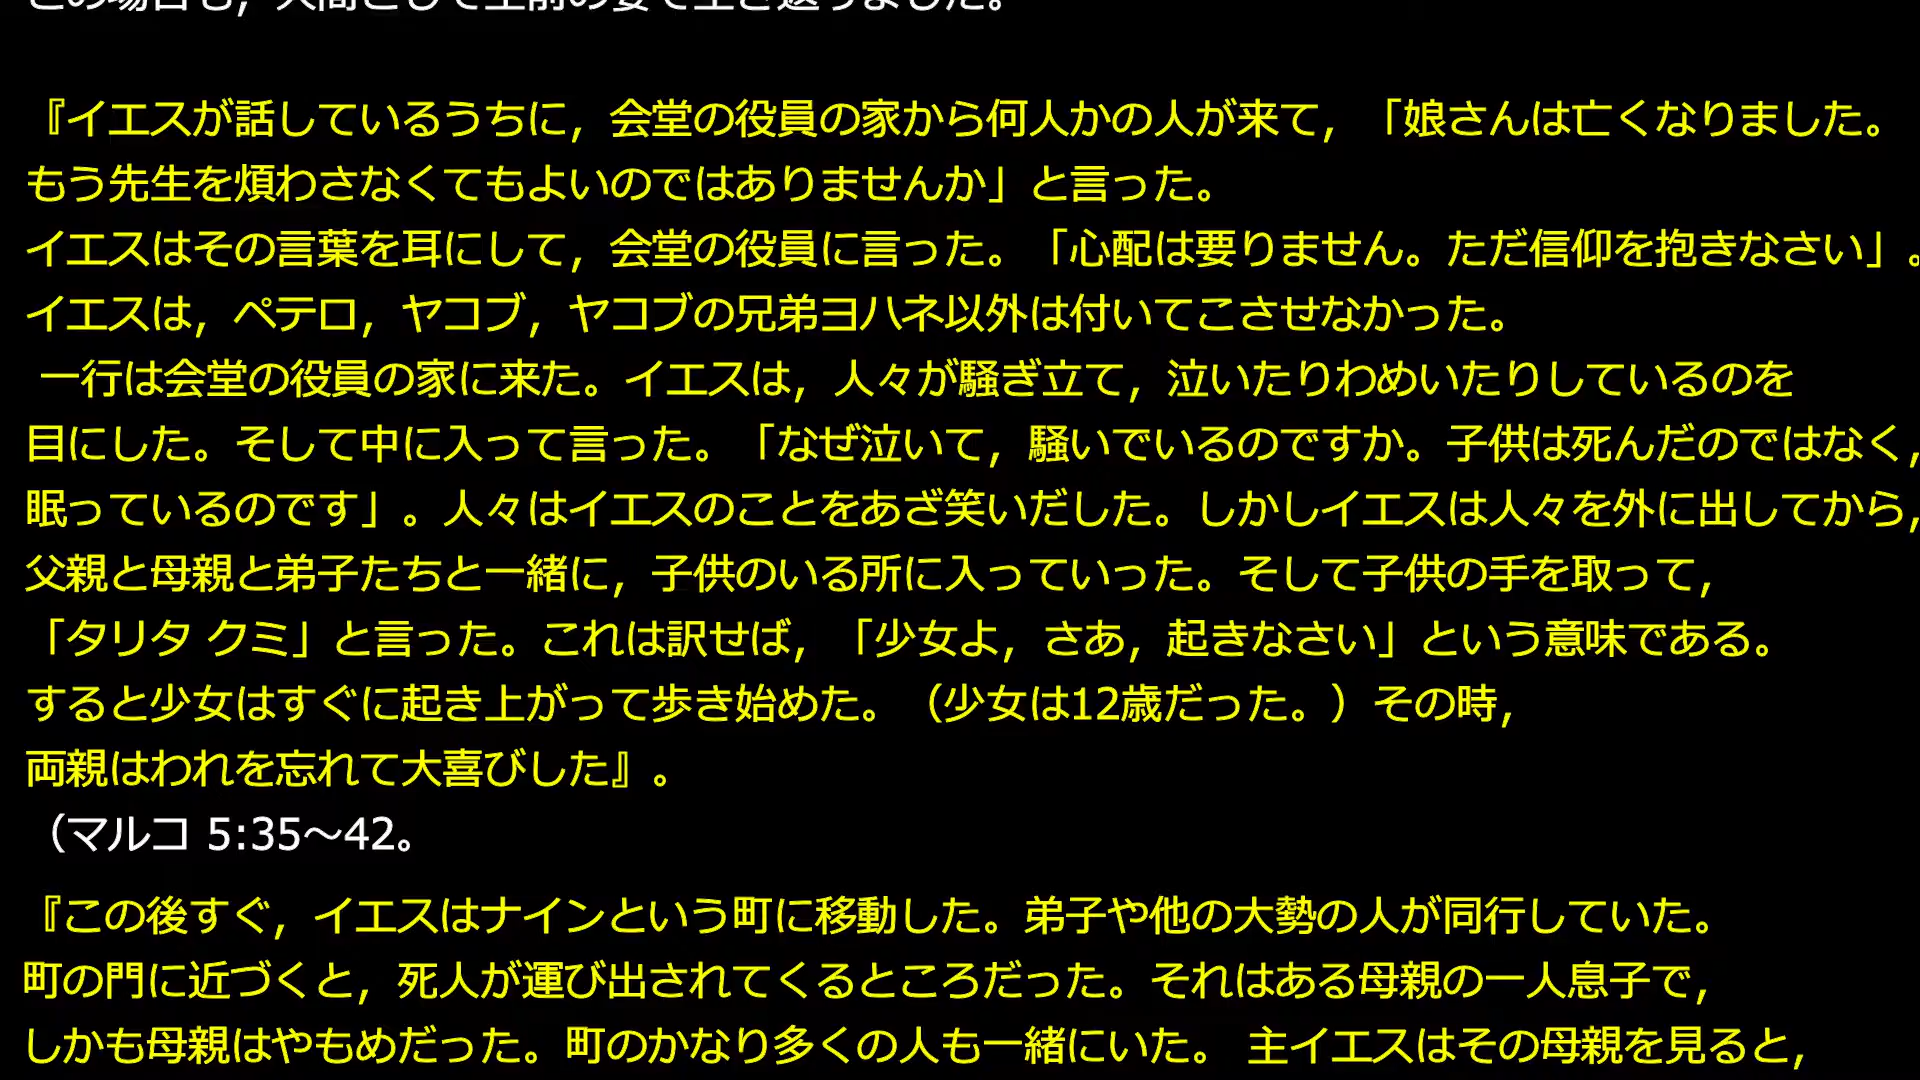 この場合も，人間として生前の姿で生き返りました。
『イエスが話しているうちに，会堂の役員の家から何人かの人が来て，「娘さんは亡くなりました。
もう先生を煩わさなくてもよいのではありませんか」と言った。
イエスはその言葉を耳にして，会堂の役員に言った。「心配は要りません。ただ信仰を抱きなさい」。
イエスは，ペテロ，ヤコブ，ヤコブの兄弟ヨハネ以外は付いてこさせなかった。
一行は会堂の役員の家に来た。イエスは，人々が騒ぎ立て，泣いたりわめいたりしているのを
目にした。そして中に入って言った。「なぜ泣いて，騒いでいるのですか。子供は死んだのではなく，
眠っているのです」。人々はイエスのことをあざ笑いだした。しかしイエスは人々を外に出してから，
父親と母親と弟子たちと一緒に，子供のいる所に入っていった。そして子供の手を取って，
「タリタ クミ」と言った。これは訳せば，「少女よ，さあ，起きなさい」という意味である。
すると少女はすぐに起き上がって歩き始めた。（少女は12歳だった。）その時，
両親はわれを忘れて大喜びした』。
（マルコ 5:35～42。
『この後すぐ，イエスはナインという町に移動した。弟子や他の大勢の人が同行していた。
町の門に近づくと，死人が運び出されてくるところだった。それはある母親の一人息子で，
しかも母親はやもめだった。町のかなり多くの人も一緒にいた。 主イエスはその母親を見ると，